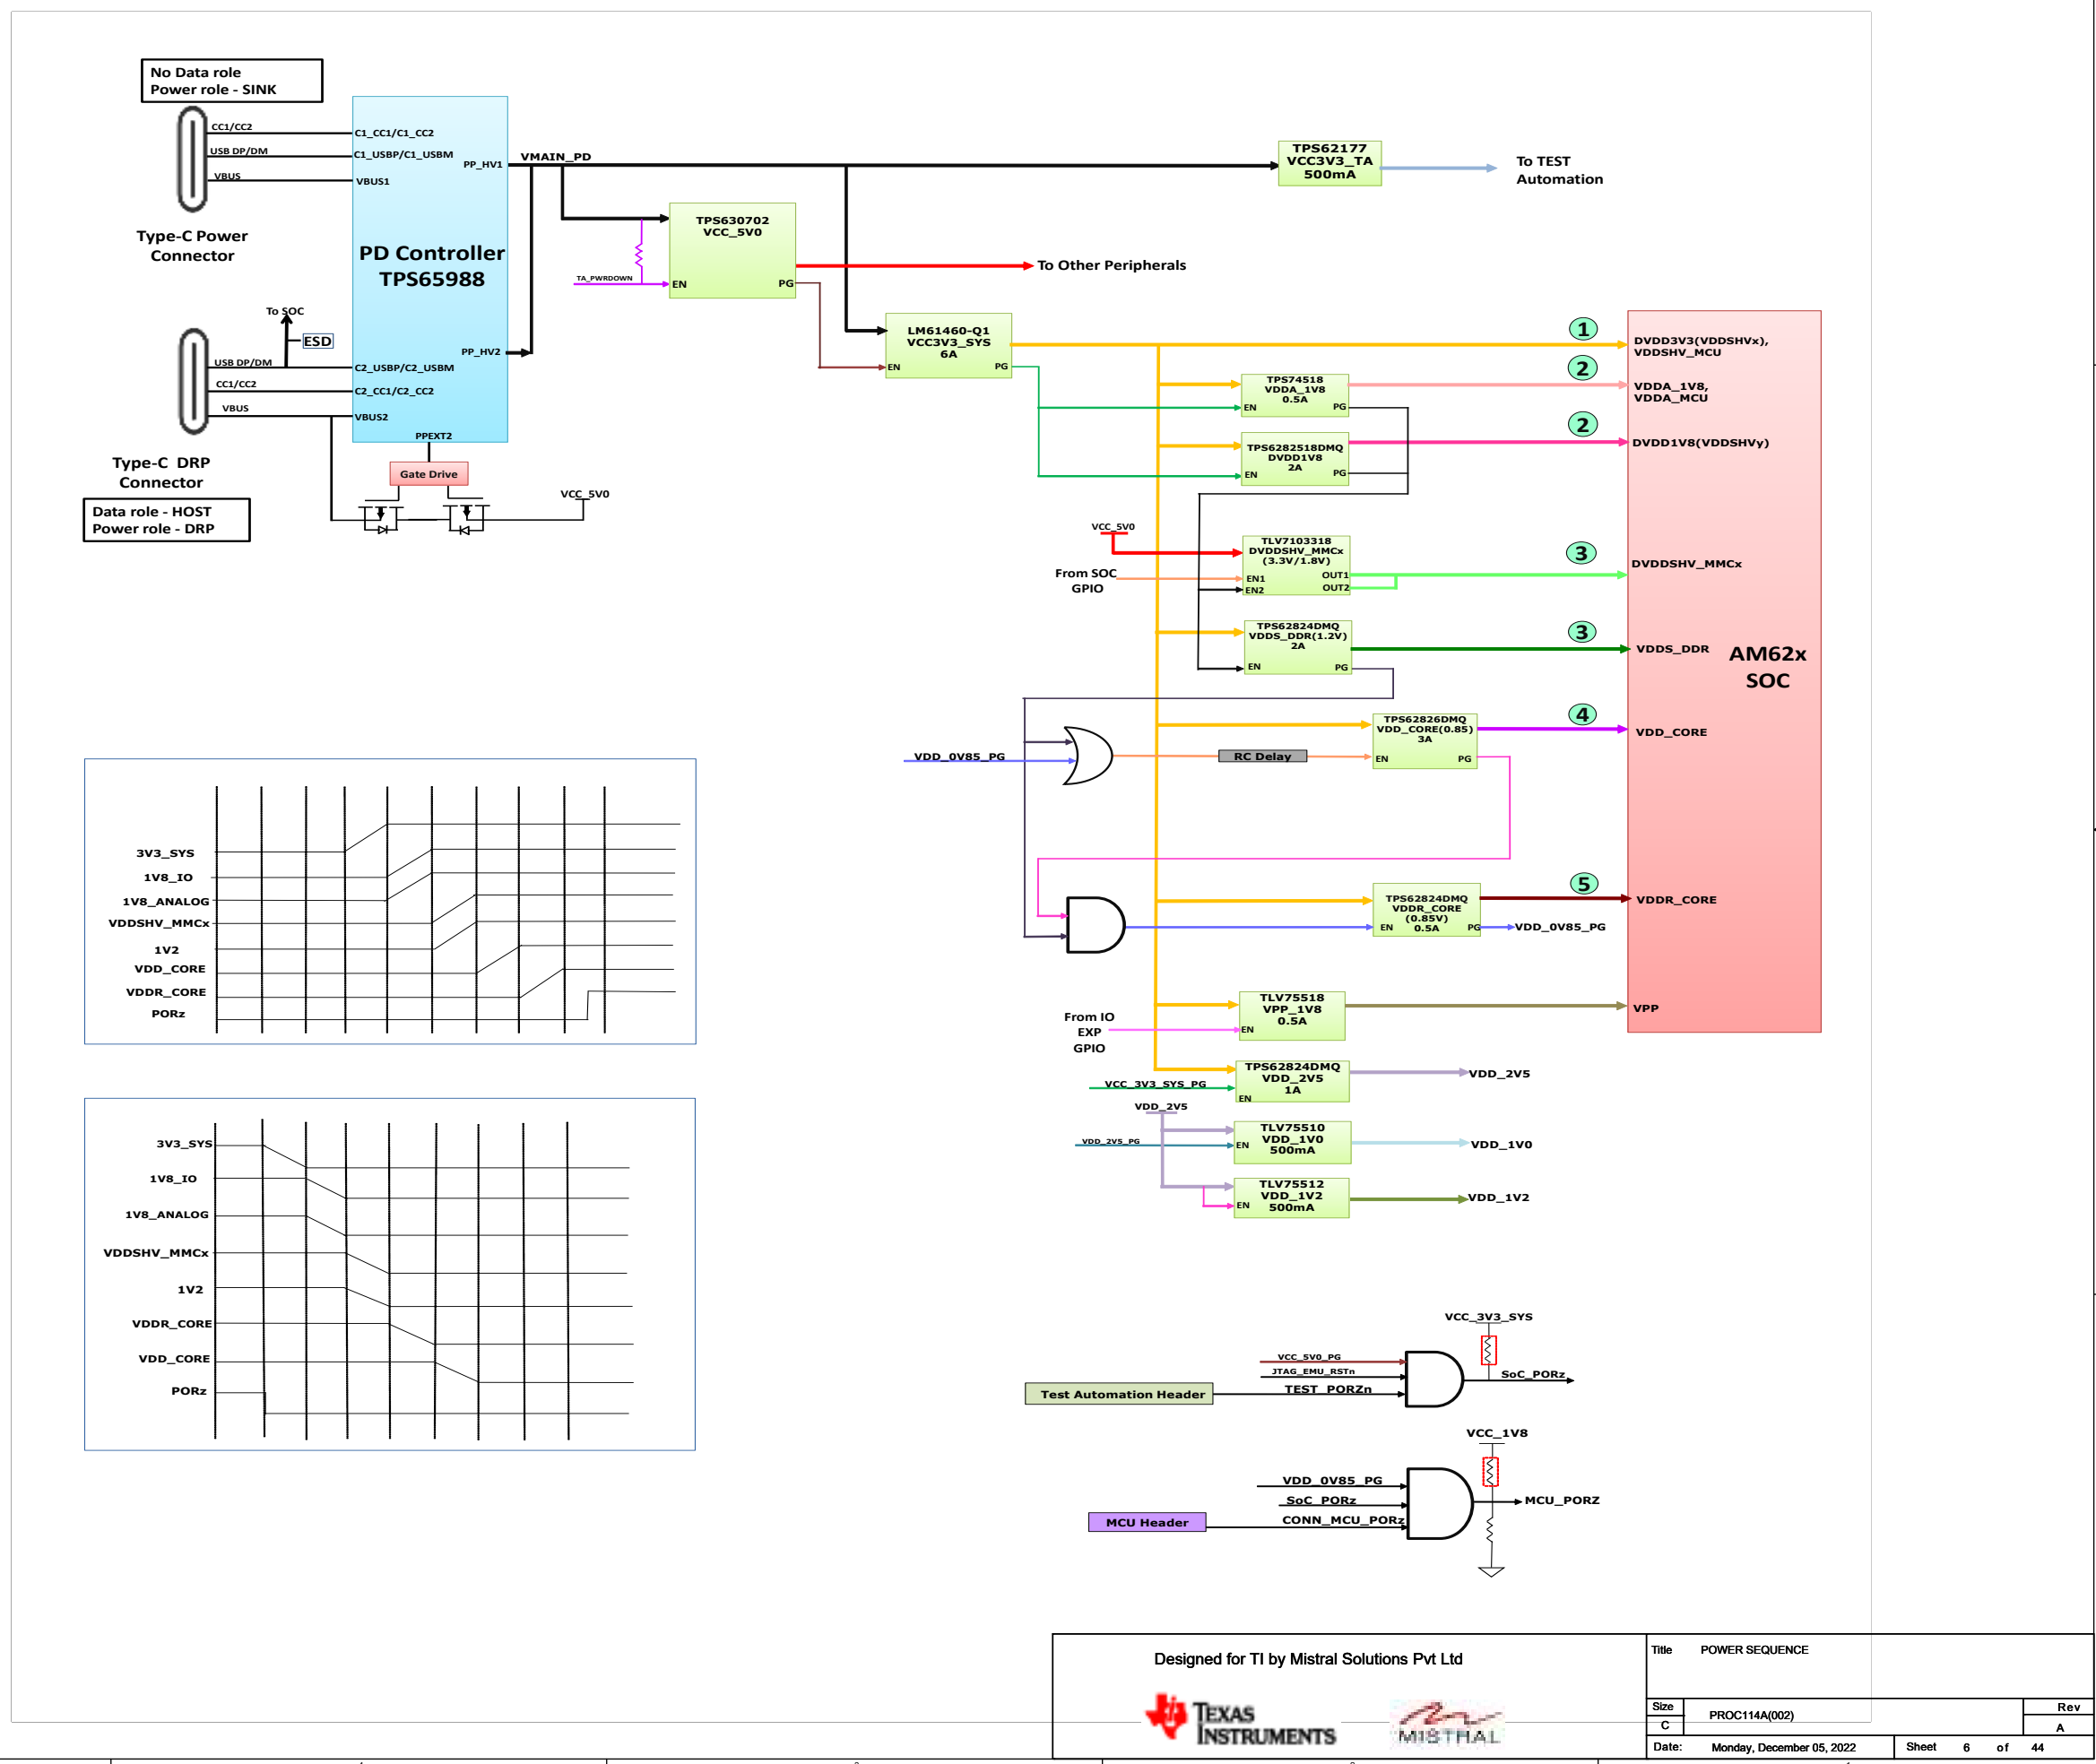 No Data role
Power role - SINK
CC1/CC2
USB DP/DM
VBUS
Type-C Power
Connector
C1_CC1/C1_CC2
C1_USBP/C1_USBM
VBUS1
PP_HV1
PD Controller
TPS65988
PP_HV2
C2_USBP/C2_USBM
C2_CC1/C2_CC2
VBUS2
PPEXT2
To SOC
ESD
USB DP/DM
CC1/CC2
VBUS
Type-C DRP
Connector
Data role - HOST
Power role - DRP
Gate Drive
VCC_5V0
VMAIN_PD
TPS62177
VCC3V3_TA
500mA
To TEST
Automation
TPS630702
VCC_5V0
TA_PWRDOWN
EN
PG
To Other Peripherals
LM61460-Q1
VCC3V3_SYS
6A
EN
PG
1
DVDD3V3(VDDSHVx),
VDDSHV_MCU
TPS74518
VDDA_1V8
0.5A
EN
PG
2
VDDA_1V8,
VDDA_MCU
TPS6282518DMQ
DVDD1V8
2A
EN
PG
2
DVDD1V8(VDDSHVy)
VCC_5V0
From SOC
GPIO
TLV7103318
DVDDSHV_MMCx
(3.3V/1.8V)
EN1
EN2
OUT1
OUT2
3
DVDDSHV_MMCx
TPS62824DMQ
VDDS_DDR(1.2V)
2A
EN
PG
3
VDDS_DDR
AM62x
SOC
VDD_0V85_PG
RC Delay
TPS62826DMQ
VDD_CORE(0.85)
3A
EN
PG
4
VDD_CORE
TPS62824DMQ
VDDR_CORE
(0.85V)
0.5A
EN
PG
VDD_0V85_PG
5
VDDR_CORE
From IO
EXP
GPIO
TLV75518
VPP_1V8
0.5A
EN
VPP
VCC_3V3_SYS_PG
TPS62824DMQ
VDD_2V5
1A
EN
VDD_2V5
VDD_2V5
VDD_2V5_PG
TLV75510
VDD_1V0
500mA
EN
VDD_1V0
TLV75512
VDD_1V2
500mA
EN
VDD_1V2
3V3_SYS
1V8_IO
1V8_ANALOG
VDDSHV_MMCx
1V2
VDD_CORE
VDDR_CORE
PORz
3V3_SYS
1V8_IO
1V8_ANALOG
VDDSHV_MMCx
1V2
VDDR_CORE
VDD_CORE
PORz
VCC_3V3_SYS
VCC_5V0_PG
JTAG_EMU_RSTn
Test Automation Header
TEST_PORZn
SoC_PORz
VCC_1V8
VDD_0V85_PG
SoC_PORz
MCU Header
CONN_MCU_PORz
MCU_PORZ
Designed for TI by Mistral Solutions Pvt Ltd
TEXAS
INSTRUMENTS
MISTRAL
Title
POWER SEQUENCE
Size
C
PROC114A(002)
Rev
A
Date:
Monday, December 05, 2022
Sheet 6 of 44